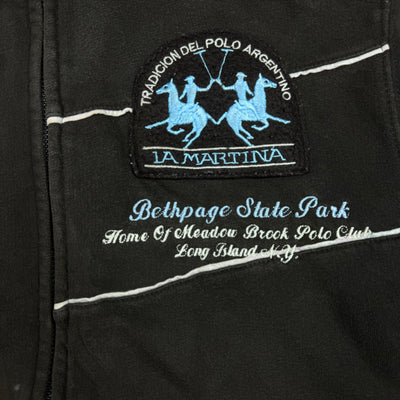 TRADICION DEL POLO ARGENTINO
LA MARTINA
Bethpage State Park
Home Of Meadow Brook Polo Club
Long Island N.Y.